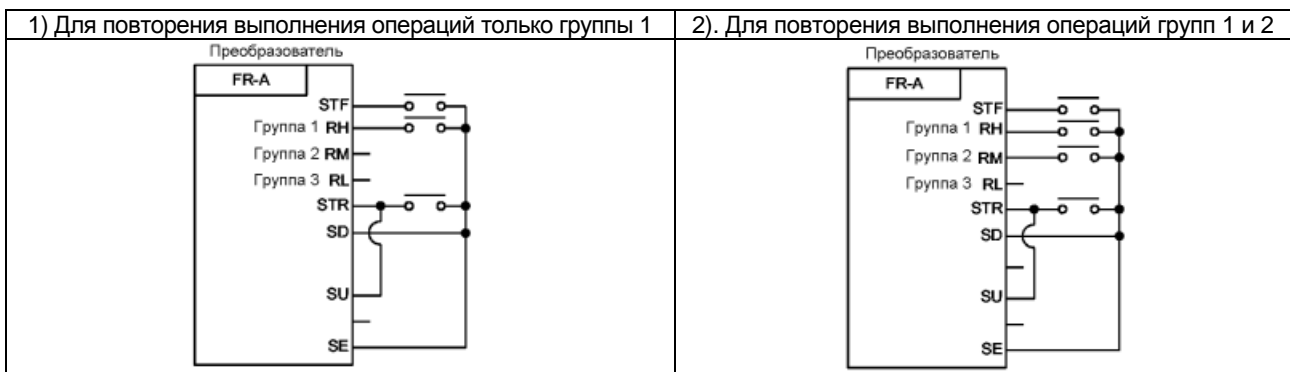 1) Для повторения выполнения операций только группы 1
Преобразователь
FR-A
STF
Группа 1 RH
Группа 2 RM
Группа 3 RL
STR
SD
SU
SE
2). Для повторения выполнения операций групп 1 и 2
Преобразователь
FR-A
STF
Группа 1 RH
Группа 2 RM
Группа 3 RL
STR
SD
SU
SE